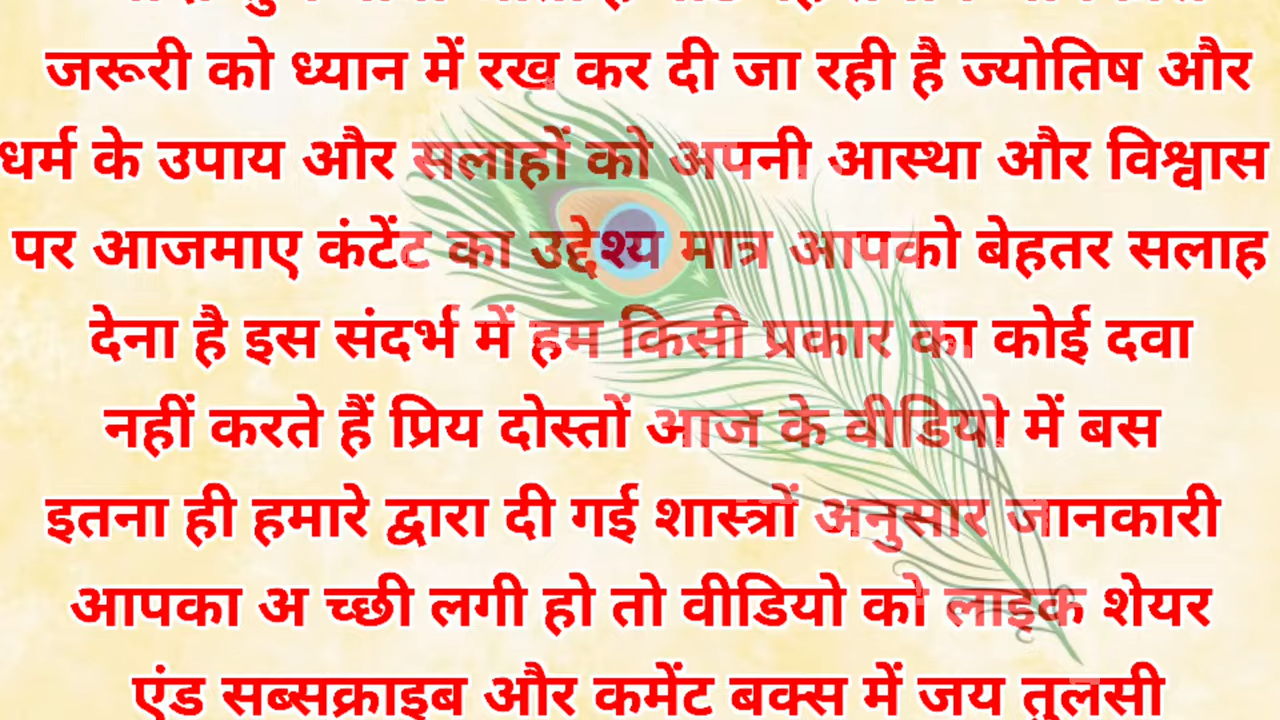 जरूरी को ध्यान में रख कर दी जा रही है ज्योतिष और
धर्म के उपाय और सलाहों को अपनी आस्था और विश्वास
पर आजमाए कंटेंट का उद्देश्य मात्र आपको बेहतर सलाह
देना है इस संदर्भ में हम किसी प्रकार का कोई दवा
नहीं करते हैं प्रिय दोस्तों आज के वीडियो में बस
इतना ही हमारे द्वारा दी गई शास्त्रों अनुसार जानकारी
आपका अ च्छी लगी हो तो वीडियो को लाइक शेयर
एंड सब्सक्राइब और कमेंट बक्स में जय तुलसी